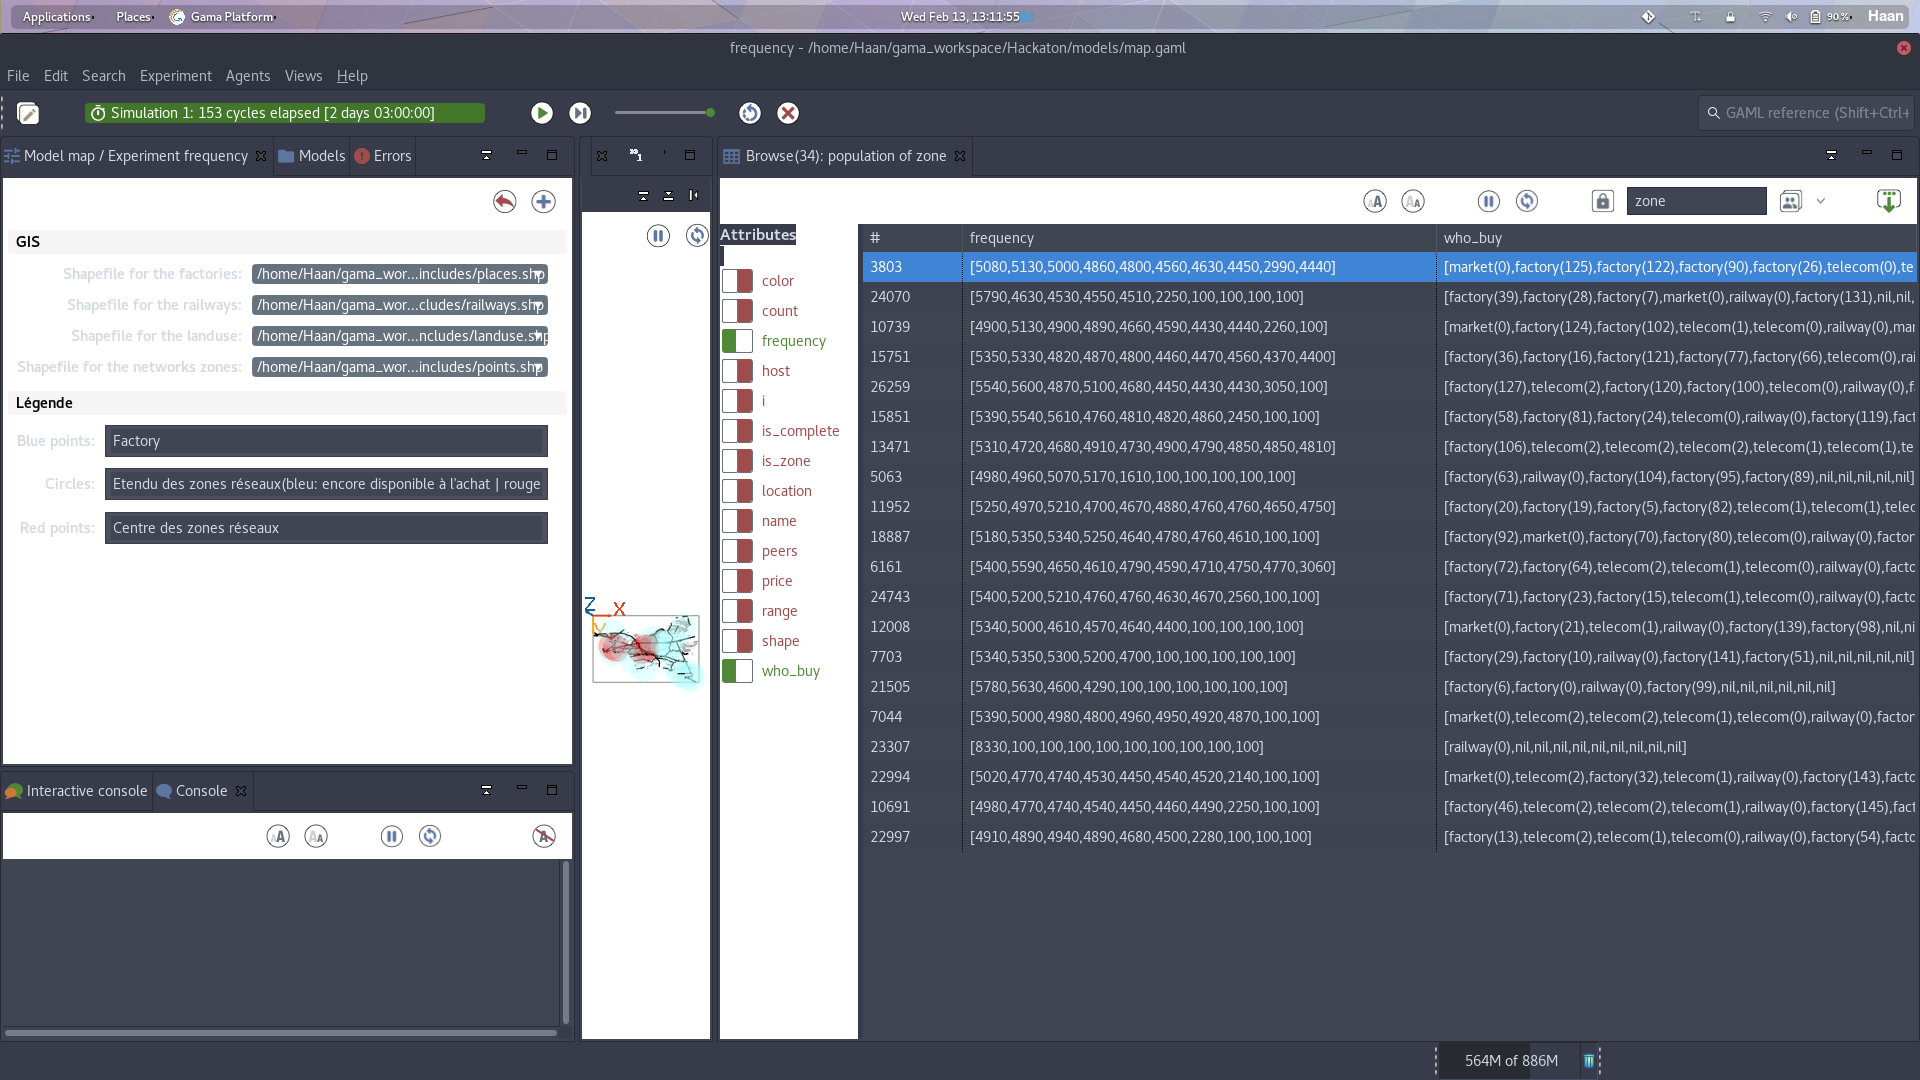 Applications Places Gama Platform Wed Feb 13, 13:11:55 90% Haan
frequency - /home/Haan/gama_workspace/Hackaton/models/map.gaml
File Edit Search Experiment Agents Views Help
Simulation 1: 153 cycles elapsed [2 days 03:00:00]
GAML reference (Shift+Ctrl+
Model map / Experiment frequency Models Errors
Browse(34): population of zone
zone
GIS
Shapefile for the factories: /home/Haan/gama_wor...includes/places.shp
Shapefile for the railways: /home/Haan/gama_wor...cludes/railways.shp
Shapefile for the landuse: /home/Haan/gama_wor...ncludes/landuse.shp
Shapefile for the networks zones: /home/Haan/gama_wor...includes/points.shp
Légende
Blue points: Factory
Circles: Etendu des zones réseaux(bleu: encore disponible à l'achat | rouge
Red points: Centre des zones réseaux
Interactive console Console
Z X
Y
Attributes
color
count
frequency
host
i
is_complete
is_zone
location
name
peers
price
range
shape
who_buy
# frequency who_buy
3803 [5080,5130,5000,4860,4800,4560,4630,4450,2990,4440] [market(0),factory(125),factory(122),factory(90),factory(26),telecom(0),te
24070 [5790,4630,4530,4550,4510,2250,100,100,100,100] [factory(39),factory(28),factory(7),market(0),railway(0),factory(131),nil,nil,
10739 [4900,5130,4900,4890,4660,4590,4430,4440,2260,100] [market(0),factory(124),factory(102),telecom(1),telecom(0),railway(0),mar
15751 [5350,5330,4820,4870,4800,4460,4470,4560,4370,4400] [factory(36),factory(16),factory(121),factory(77),factory(66),telecom(0),rai
26259 [5540,5600,4870,5100,4680,4450,4430,4430,3050,100] [factory(127),telecom(2),factory(120),factory(100),telecom(0),railway(0),f
15851 [5390,5540,5610,4760,4810,4820,4860,2450,100,100] [factory(58),factory(81),factory(24),telecom(0),railway(0),factory(119),fact
13471 [5310,4720,4680,4910,4730,4900,4790,4850,4850,4810] [factory(106),telecom(2),telecom(2),telecom(2),telecom(1),telecom(1),te
5063 [4980,4960,5070,5170,1610,100,100,100,100,100] [factory(63),railway(0),factory(104),factory(95),factory(89),nil,nil,nil,nil,nil]
11952 [5250,4970,5210,4700,4670,4880,4760,4760,4650,4750] [factory(20),factory(19),factory(5),factory(82),telecom(1),telecom(1),telec
18887 [5180,5350,5340,5250,4640,4780,4760,4610,100,100] [factory(92),market(0),factory(70),factory(80),telecom(0),railway(0),factor
6161 [5400,5590,4650,4610,4790,4590,4710,4750,4770,3060] [factory(72),factory(64),telecom(2),telecom(1),telecom(0),railway(0),facto
24743 [5400,5200,5210,4760,4760,4630,4670,2560,100,100] [factory(71),factory(23),factory(15),telecom(1),telecom(0),railway(0),facto
12008 [5340,5000,4610,4570,4640,4400,100,100,100,100] [market(0),factory(21),telecom(1),railway(0),factory(139),factory(98),nil,ni
7703 [5340,5350,5300,5200,4700,100,100,100,100,100] [factory(29),factory(10),railway(0),factory(141),factory(51),nil,nil,nil,nil,nil]
21505 [5780,5630,4600,4290,100,100,100,100,100,100] [factory(6),factory(0),railway(0),factory(99),nil,nil,nil,nil,nil,nil]
7044 [5390,5000,4980,4800,4960,4950,4920,4870,100,100] [market(0),telecom(2),telecom(2),telecom(1),telecom(0),railway(0),factor
23307 [8330,100,100,100,100,100,100,100,100,100] [railway(0),nil,nil,nil,nil,nil,nil,nil,nil,nil]
22994 [5020,4770,4740,4530,4450,4540,4520,2140,100,100] [market(0),telecom(2),factory(32),telecom(1),railway(0),factory(143),facto
10691 [4980,4770,4740,4540,4450,4460,4490,2250,100,100] [factory(46),telecom(2),telecom(2),telecom(1),railway(0),factory(145),fact
22997 [4910,4890,4940,4890,4680,4500,2280,100,100,100] [factory(13),telecom(2),telecom(1),telecom(0),railway(0),factory(54),facto
564M of 886M